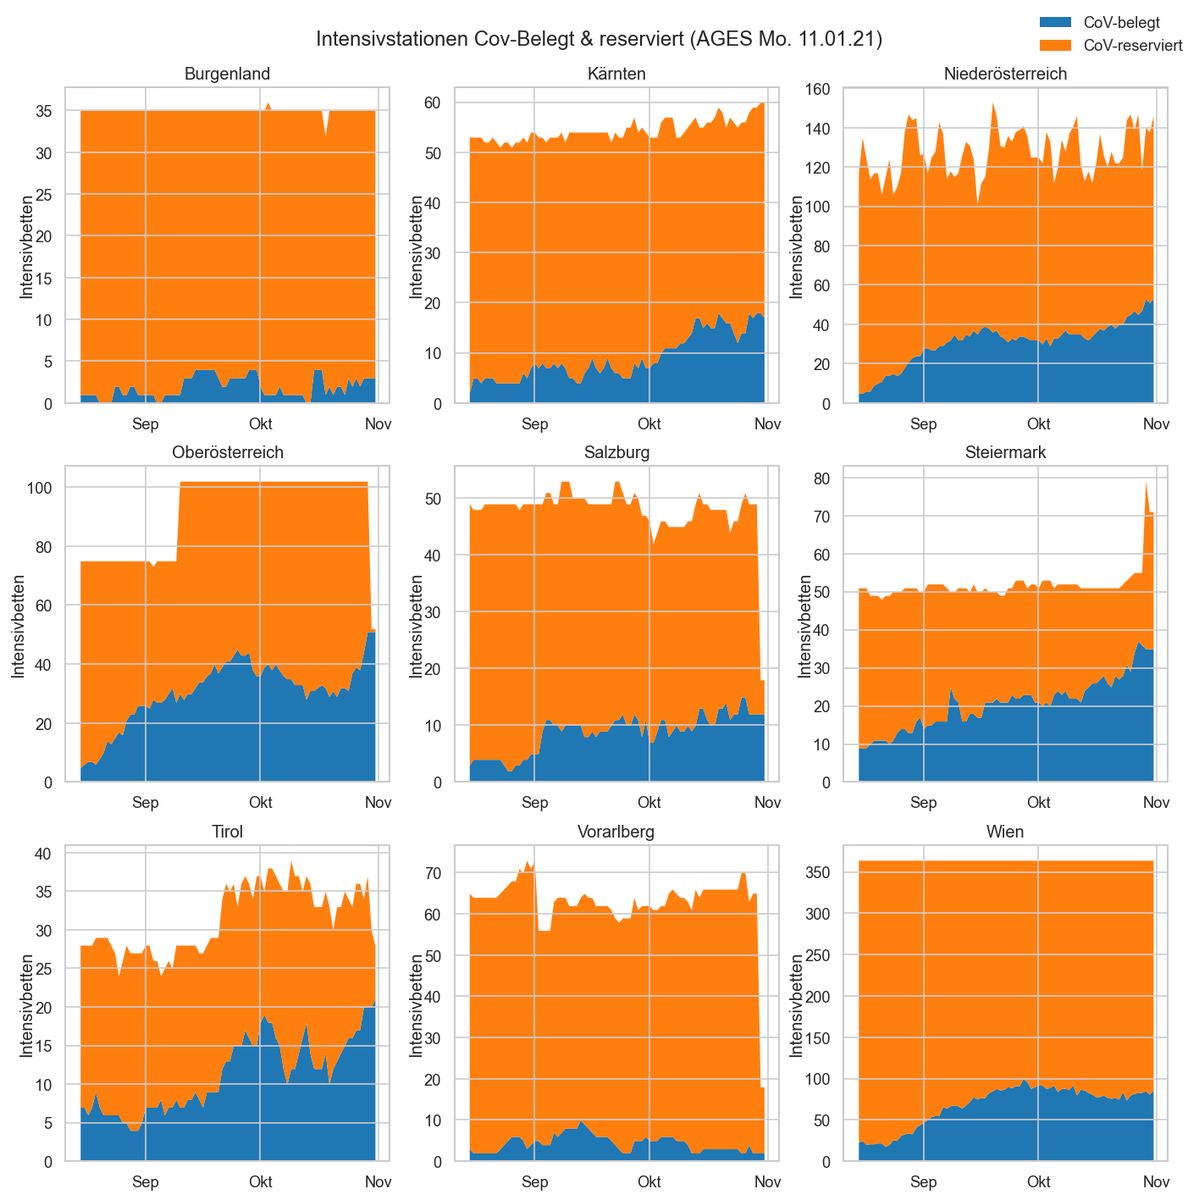 Intensivstationen Cov-Belegt & reserviert (AGES Mo. 11.01.21)
CoV-belegt
CoV-reserviert
Burgenland
Intensivbetten
35
30
25
20
15
10
5
0
Sep Okt Nov
Kärnten
Intensivbetten
60
50
40
30
20
10
0
Sep Okt Nov
Niederösterreich
Intensivbetten
160
140
120
100
80
60
40
20
0
Sep Okt Nov
Oberösterreich
Intensivbetten
100
80
60
40
20
0
Sep Okt Nov
Salzburg
Intensivbetten
50
40
30
20
10
0
Sep Okt Nov
Steiermark
Intensivbetten
80
70
60
50
40
30
20
10
0
Sep Okt Nov
Tirol
Intensivbetten
40
35
30
25
20
15
10
5
0
Sep Okt Nov
Vorarlberg
Intensivbetten
70
60
50
40
30
20
10
0
Sep Okt Nov
Wien
Intensivbetten
350
300
250
200
150
100
50
0
Sep Okt Nov